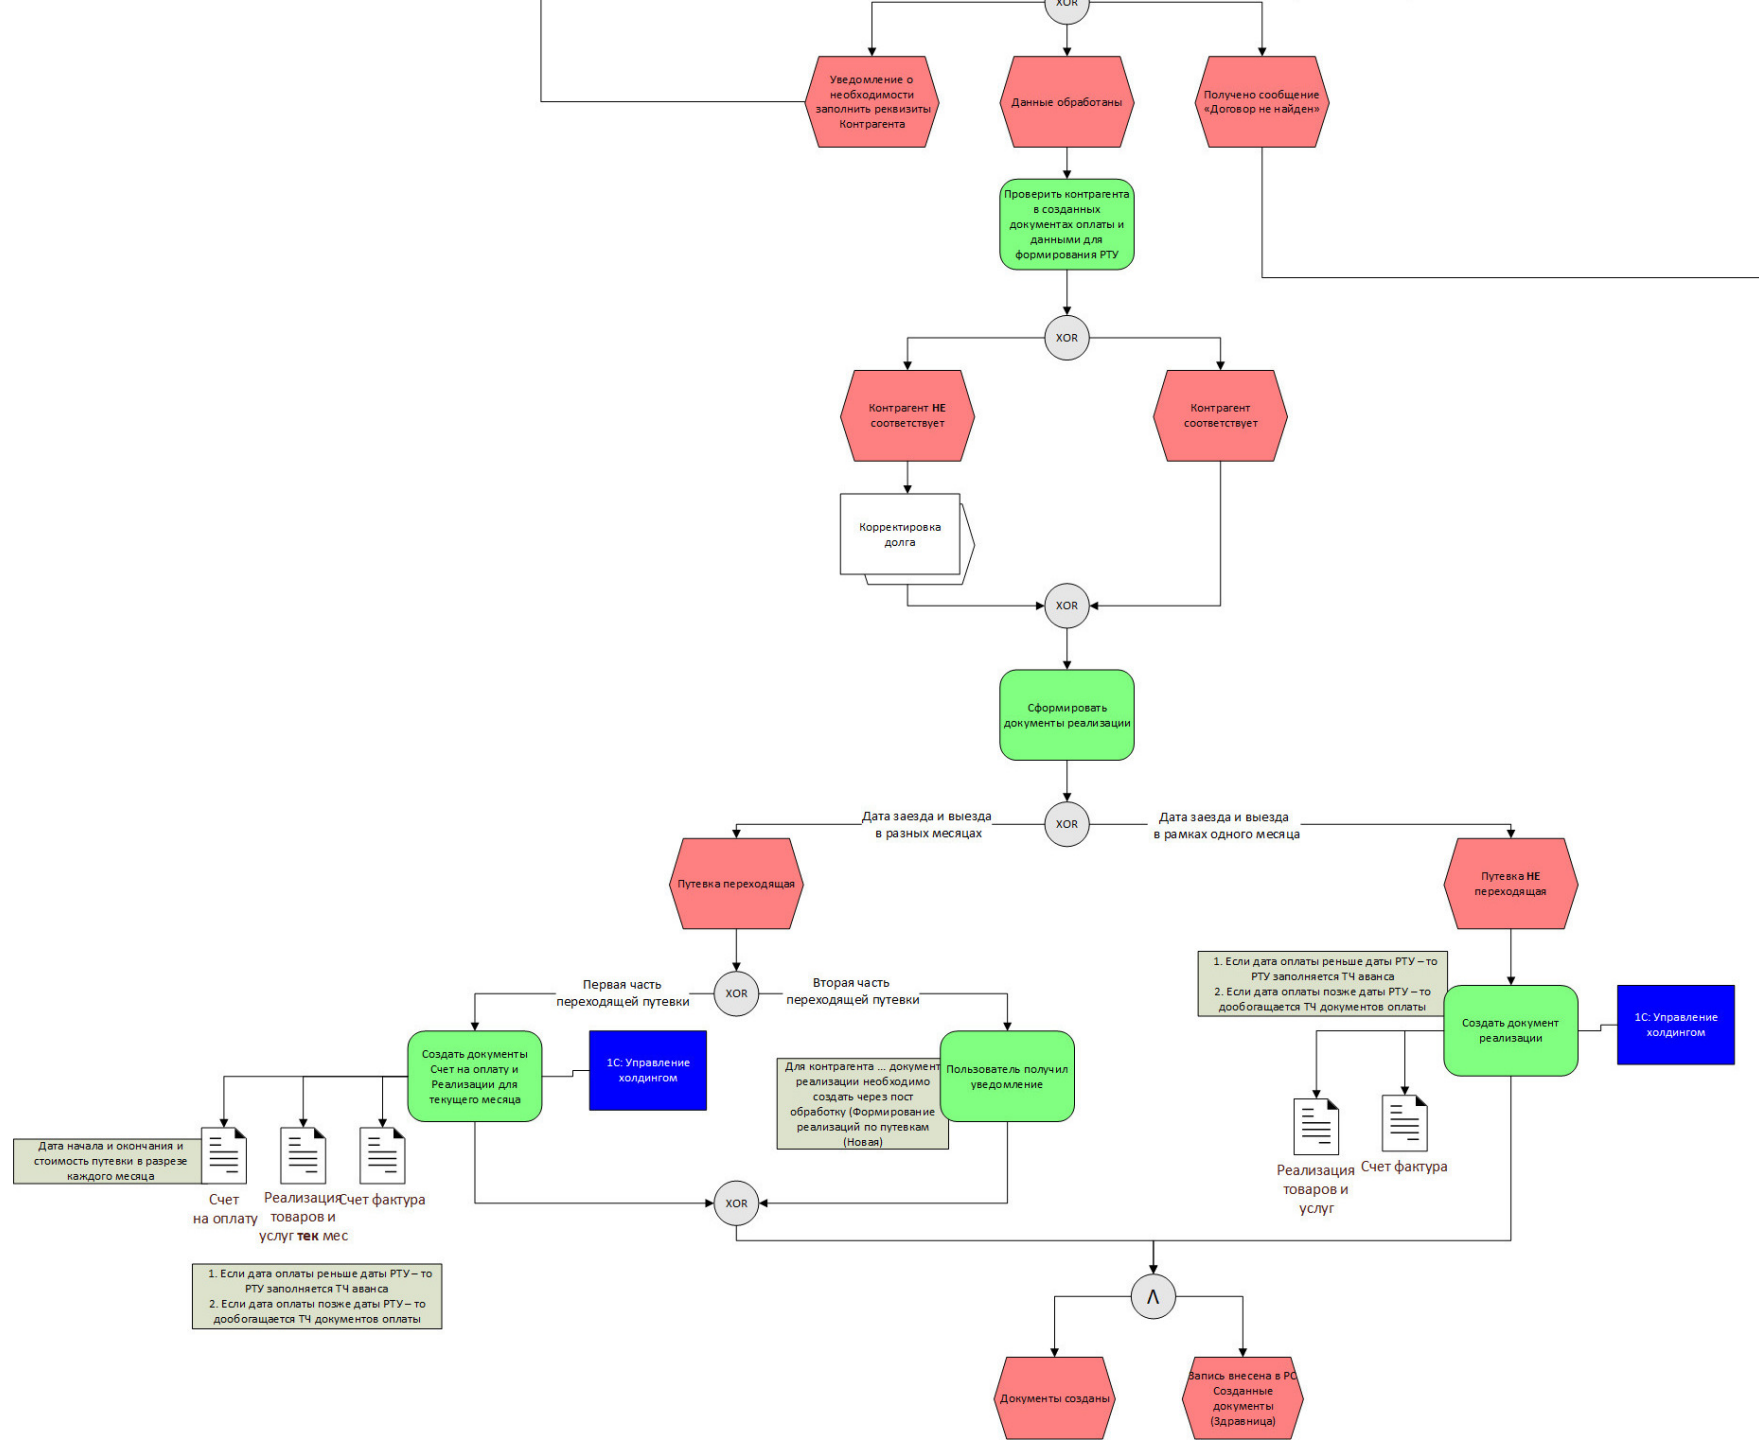 XOR
Уведомление о
необходимости
заполнить реквизиты
Контрагента
Данные обработаны
Получено сообщение
«Договор не найден»
Проверить контрагента
в созданных
документах оплаты и
данными для
формирования РТУ
XOR
Контрагент НЕ
соответствует
Контрагент
соответствует
Корректировка
долга
XOR
Сформировать
документы реализации
Дата заезда и выезда
в разных месяцах
XOR
Дата заезда и выезда
в рамках одного месяца
Путевка переходящая
Путевка НЕ
переходящая
Первая часть
переходящей путевки
XOR
Вторая часть
переходящей путевки
1. Если дата оплаты реньше даты РТУ – то
РТУ заполняется ТЧ аванса
2. Если дата оплаты позже даты РТУ – то
дообогащается ТЧ документов оплаты
Создать документ
реализации
1С: Управление
холдингом
Создать документы
Счет на оплату и
Реализации для
текущего месяца
1С: Управление
холдингом
Для контрагента ... документ
реализации необходимо
создать через пост
обработку (Формирование
реализаций по путевкам
(Новая)
Пользователь получил
уведомление
Дата начала и окончания и
стоимость путевки в разрезе
каждого месяца
Счет
на оплату
Реализация
товаров и
услуг тек мес
Счет фактура
XOR
Реализация
товаров и
услуг
Счет фактура
1. Если дата оплаты реньше даты РТУ – то
РТУ заполняется ТЧ аванса
2. Если дата оплаты позже даты РТУ – то
дообогащается ТЧ документов оплаты
Λ
Документы созданы
Запись внесена в РС
Созданные
документы
(Здравница)